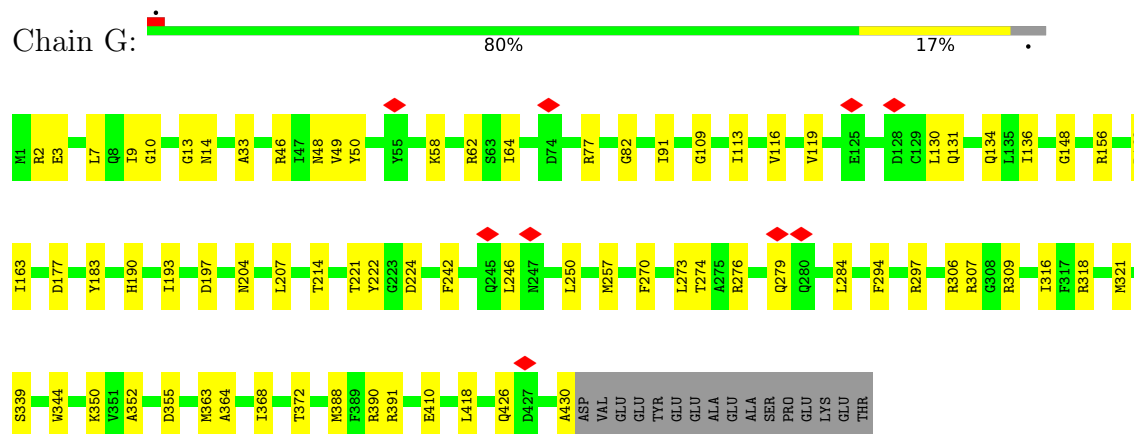 Chain G:
80% 17%
M1 R2 E3 L7 Q8 I9 G10 G13 N14 A33 R46 I47 N48 V49 Y50 Y55 K58 R62 S63 I64 D74 R77 G82 I91 G109 I113 V116 V119 E125 D128 C129 L130 Q131 Q134 L135 I136 G148 R156
I163 D177 Y183 H190 I193 D197 N204 L207 T214 T221 Y222 G223 D224 F242 Q245 L246 N247 L250 M257 F270 L273 T274 A275 R276 Q279 Q280 L284 F294 R297 R306 R307 G308 R309 I316 F317 R318 M321
S339 W344 K350 V351 A352 D355 M363 A364 I368 T372 M388 F389 R390 R391 E410 L418 Q426 D427 A430 ASP VAL GLU GLU TYR GLU GLU ALA GLU ALA SER PRO GLU LYS GLU THR